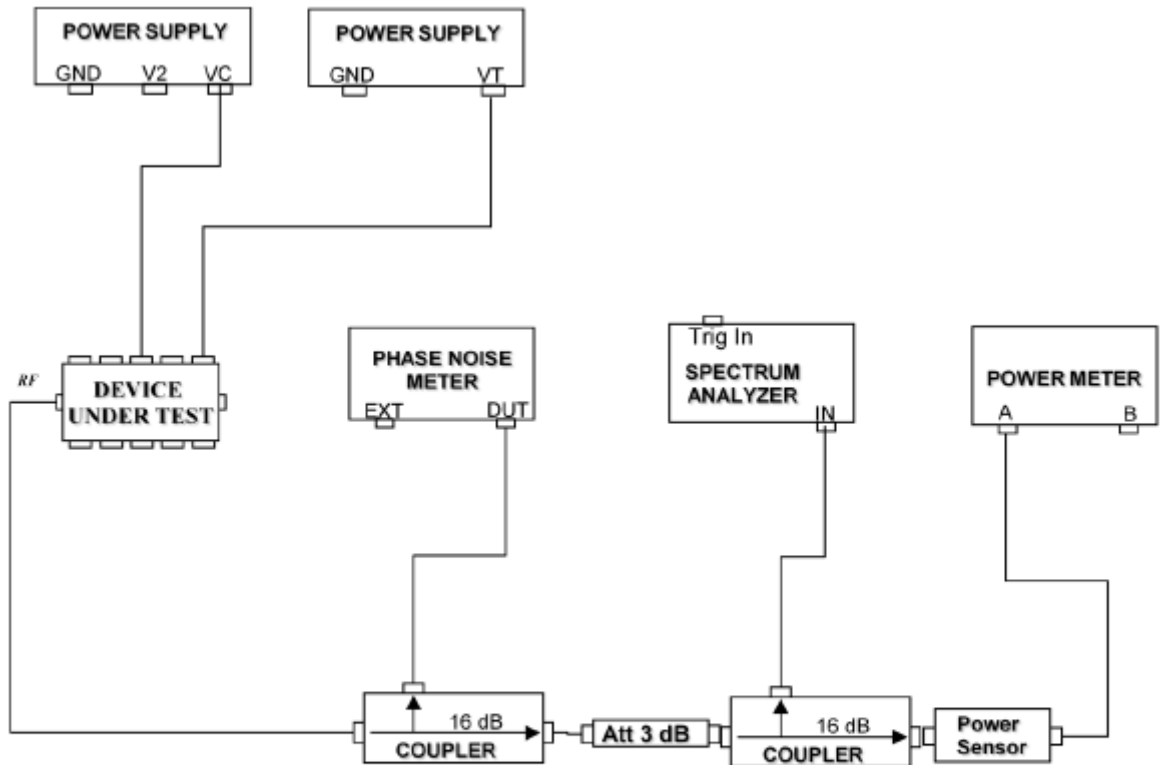 POWER SUPPLY
GND V2 VC
POWER SUPPLY
GND VT
RF
DEVICE
UNDER TEST
PHASE NOISE
METER
EXT DUT
Trig In
SPECTRUM
ANALYZER
IN
POWER METER
A B
16 dB
COUPLER
Att 3 dB
16 dB
COUPLER
Power
Sensor